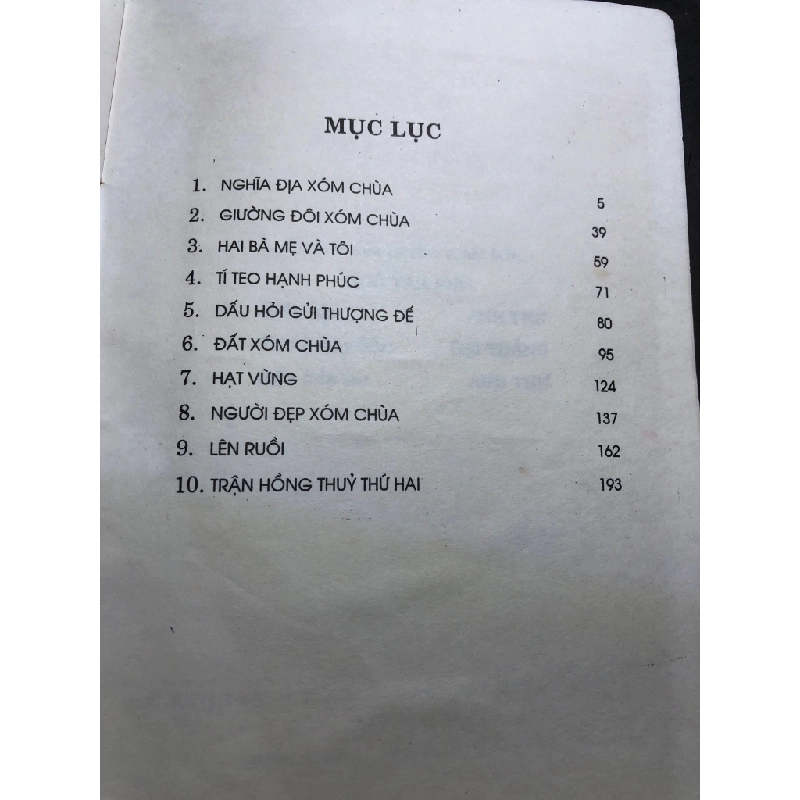 MỤC LỤC
1. NGHĨA ĐỊA XÓM CHÙA 5
2. GIƯỜNG ĐÔI XÓM CHÙA 39
3. HAI BẢ MẸ VÀ TÔI 59
4. TÍ TEO HẠNH PHÚC 71
5. DẤU HỎI GỬI THƯỢNG ĐẾ 80
6. ĐẤT XÓM CHÙA 95
7. HẠT VỪNG 124
8. NGƯỜI ĐẸP XÓM CHÙA 137
9. LÊN RUỒI 162
10. TRẬN HỒNG THUỶ THỨ HAI 193